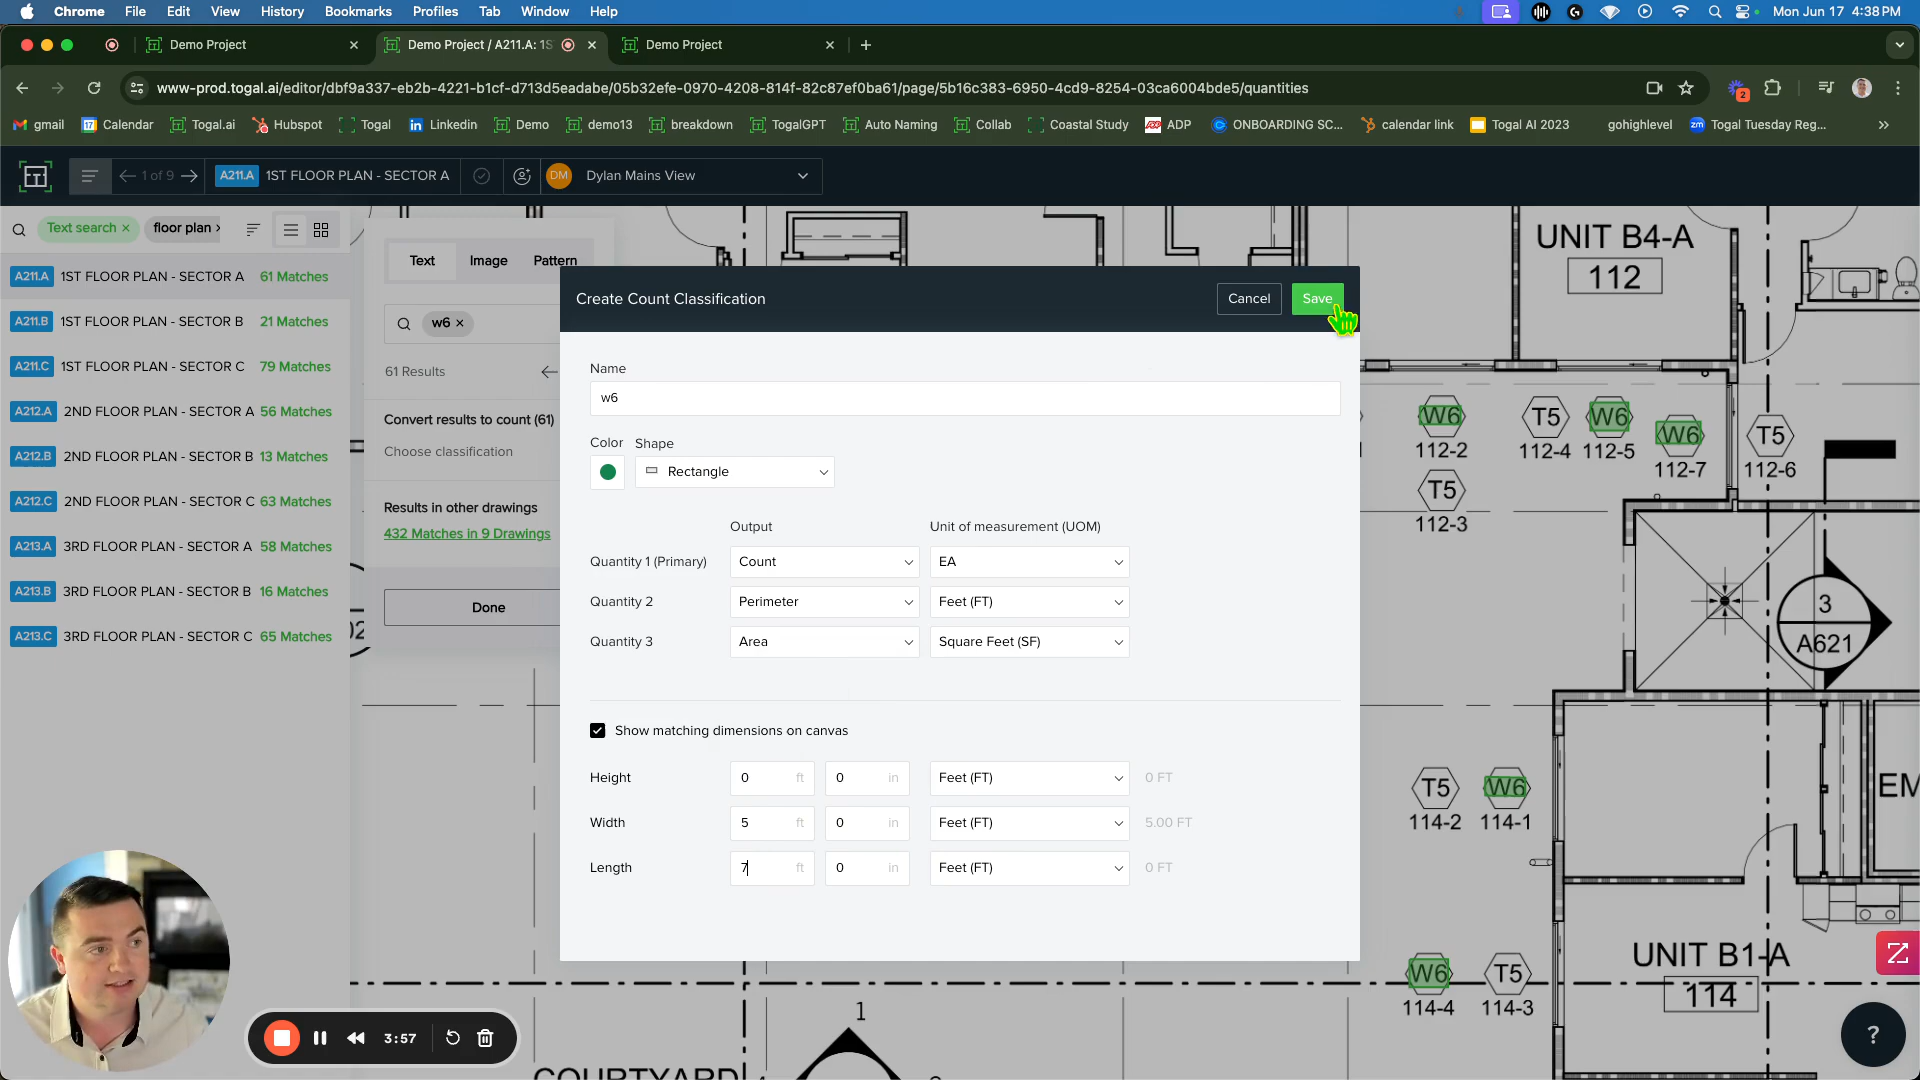 Chrome File Edit View History Bookmarks Profiles Tab Window Help Mon Jun 17 4:38 PM
Demo Project Demo Project / A211.A: 1S Demo Project
www-prod.togal.ai/editor/dbf9a337-eb2b-4221-b1cf-d713d5eadabe/05b32efe-0970-4208-814f-82c87ef0ba61/page/5b16c383-6950-4cd9-8254-03ca6004bde5/quantities
2
gmail Calendar Togal.ai Hubspot Togal Linkedin Demo demo13 breakdown TogalGPT Auto Naming Collab Coastal Study ADP ONBOARDING SC... calendar link Togal AI 2023 gohighlevel Togal Tuesday Reg...
1 of 9 A211.A 1ST FLOOR PLAN - SECTOR A DM Dylan Mains View
Text search floor plan
A211.A 1ST FLOOR PLAN - SECTOR A 61 Matches
A211.B 1ST FLOOR PLAN - SECTOR B 21 Matches
A211.C 1ST FLOOR PLAN - SECTOR C 79 Matches
A212.A 2ND FLOOR PLAN - SECTOR A 56 Matches
A212.B 2ND FLOOR PLAN - SECTOR B 13 Matches
A212.C 2ND FLOOR PLAN - SECTOR C 63 Matches
A213.A 3RD FLOOR PLAN - SECTOR A 58 Matches
A213.B 3RD FLOOR PLAN - SECTOR B 16 Matches
A213.C 3RD FLOOR PLAN - SECTOR C 65 Matches
Text Image Pattern
w6
61 Results
Convert results to count (61)
Choose classification
Results in other drawings
432 Matches in 9 Drawings
Done
Create Count Classification Cancel Save
Name
w6
Color Shape
Rectangle
Output Unit of measurement (UOM)
Quantity 1 (Primary) Count EA
Quantity 2 Perimeter Feet (FT)
Quantity 3 Area Square Feet (SF)
Show matching dimensions on canvas
Height 0 ft 0 in Feet (FT) 0 FT
Width 5 ft 0 in Feet (FT) 5.00 FT
Length 7 ft 0 in Feet (FT) 0 FT
UNIT B4-A
112
W6 T5 W6 W6 T5
112-2 112-4 112-5 112-7 112-6
T5
112-3
3
A621
T5 W6
114-2 114-1
EM
W6 T5
114-4 114-3
UNIT B1-A
114
1
COURTYARD
3:57
?